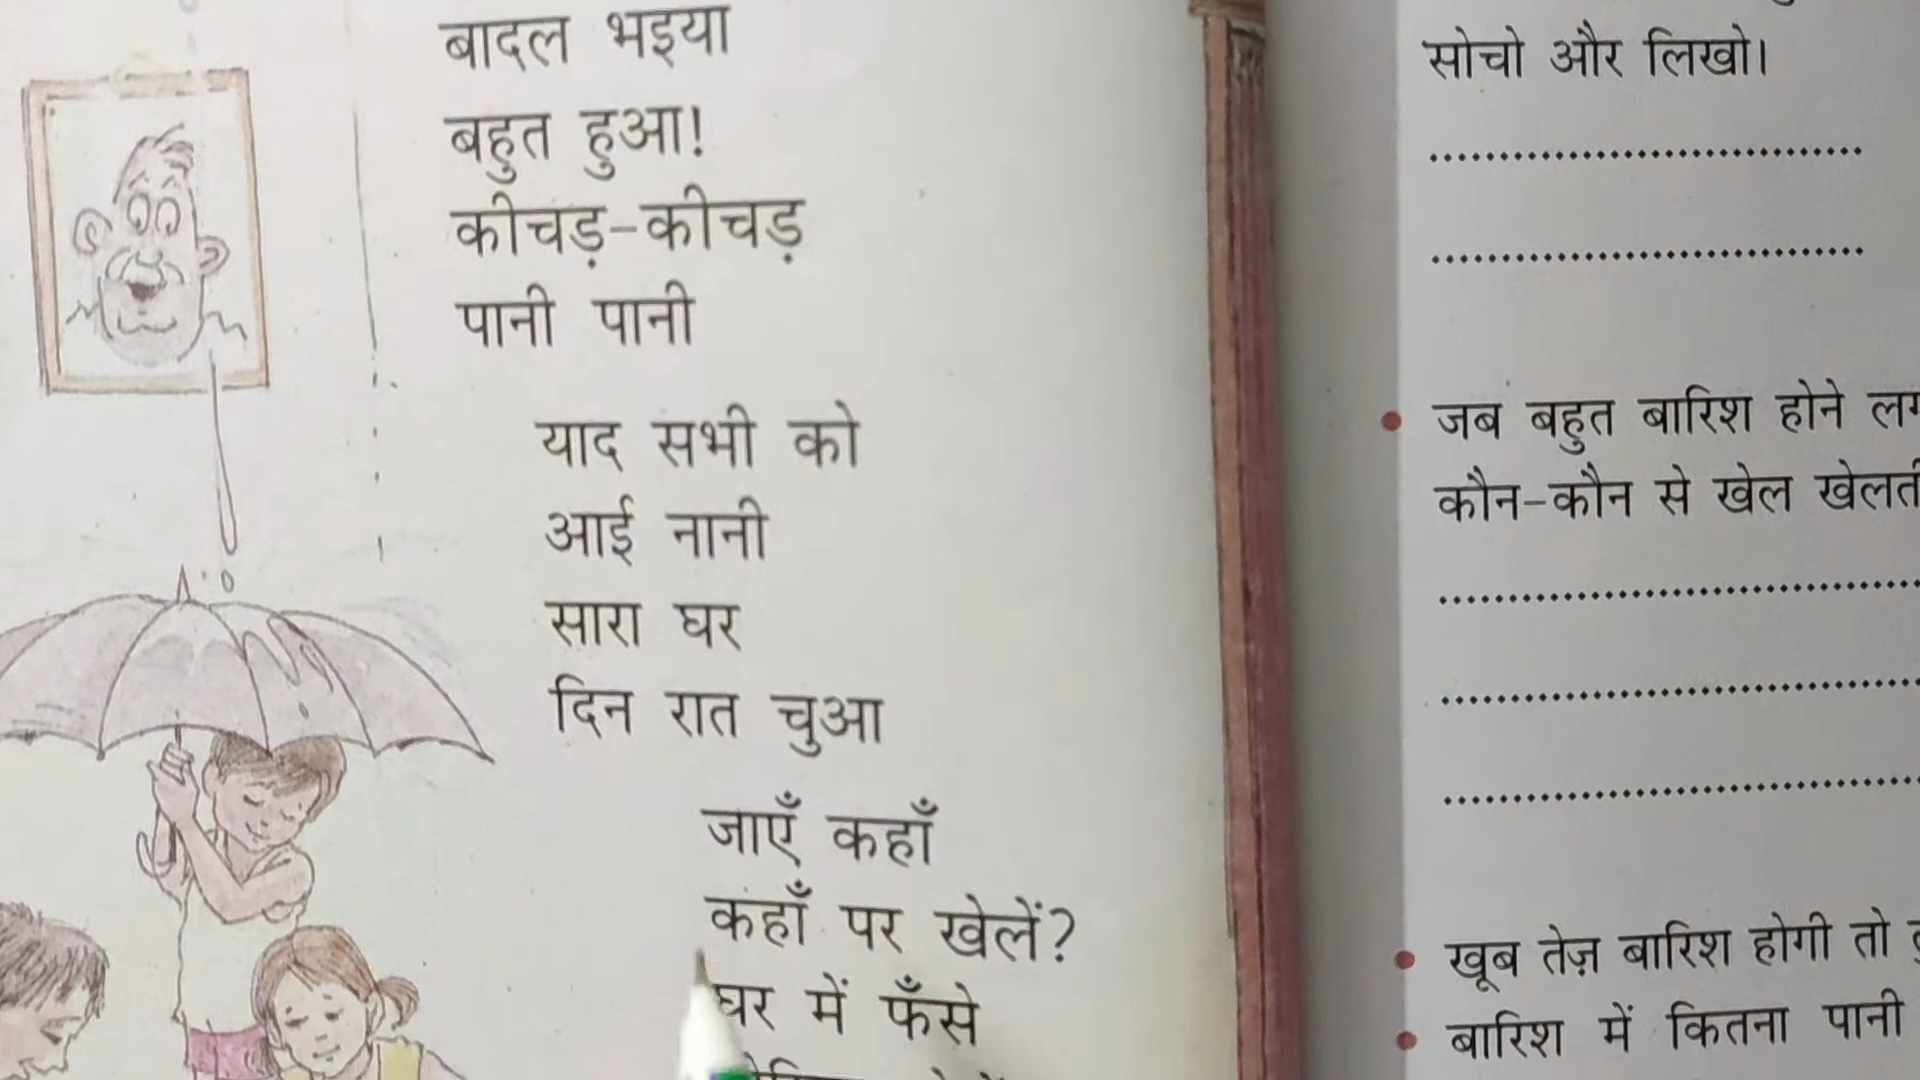 बादल भइया
बहुत हुआ!
कीचड़-कीचड़
पानी पानी
याद सभी को
आई नानी
सारा घर
दिन रात चुआ
जाएँ कहाँ
कहाँ पर खेलें?
घर में फँसे
सोचो और लिखो।
जब बहुत बारिश होने
कौन-कौन से खेल
खूब तेज़ बारिश होगी तो
बारिश में कितना पानी